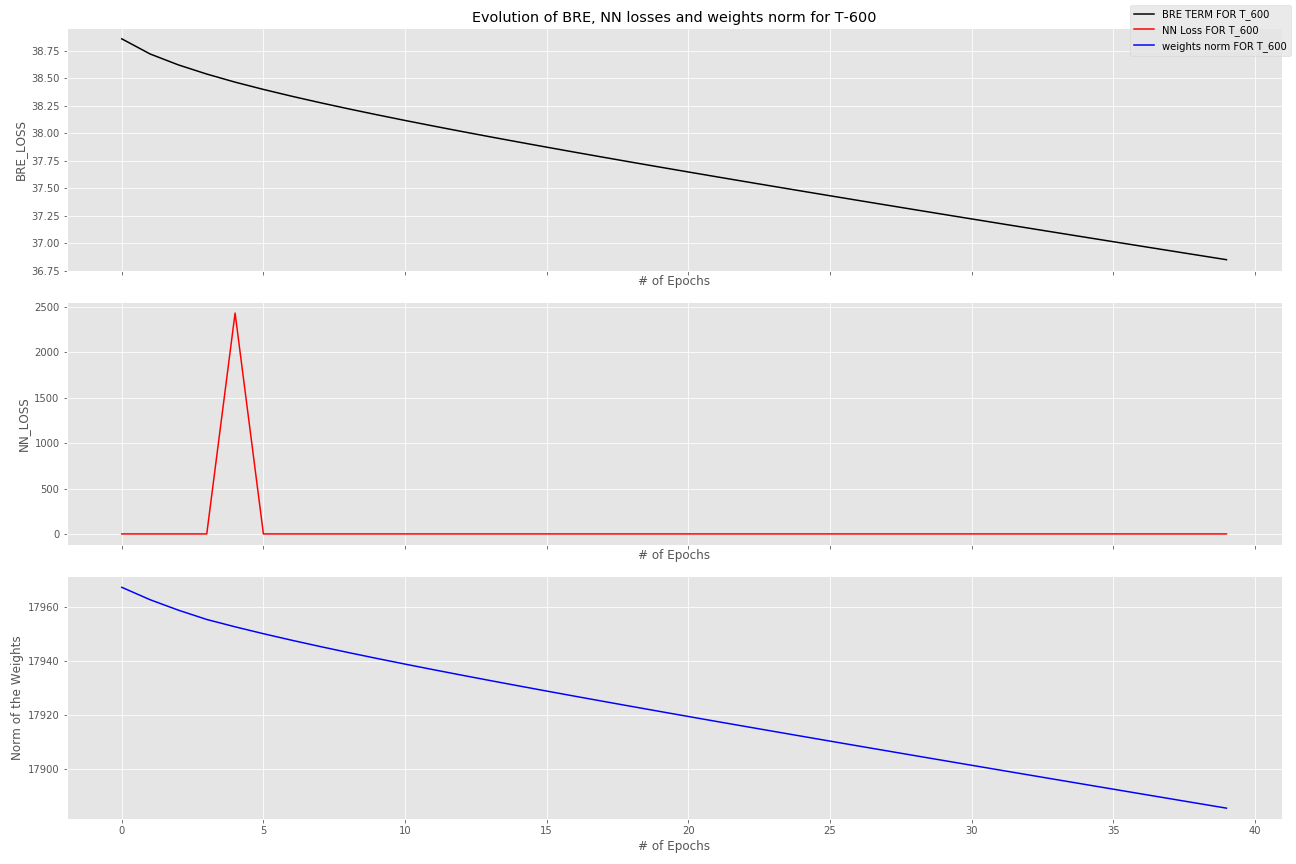 Evolution of BRE, NN losses and weights norm for T-600
BRE TERM FOR T_600
NN Loss FOR T_600
weights norm FOR T_600
BRE_LOSS
38.75
38.50
38.25
38.00
37.75
37.50
37.25
37.00
36.75
# of Epochs
NN_LOSS
2500
2000
1500
1000
500
0
# of Epochs
Norm of the Weights
17960
17940
17920
17900
0 5 10 15 20 25 30 35 40
# of Epochs